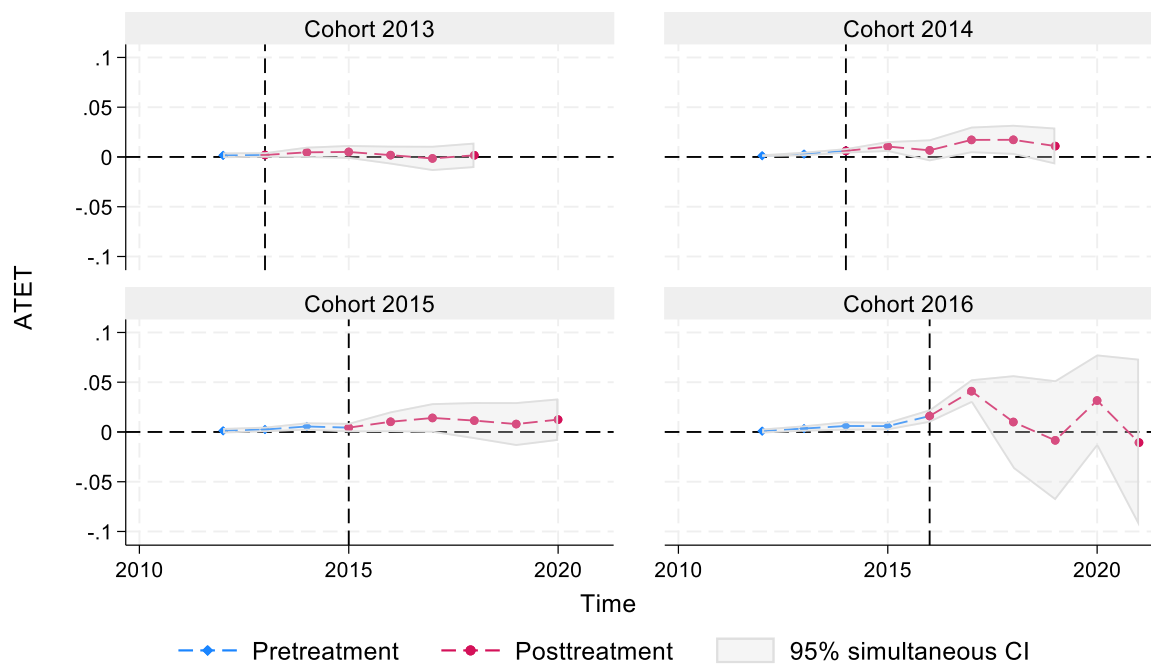 Cohort 2013
Cohort 2014
.1
.05
0
-.05
-.1
Cohort 2015
Cohort 2016
.1
.05
0
-.05
-.1
ATET
2010 2015 2020
2010 2015 2020
Time
Pretreatment Posttreatment 95% simultaneous CI